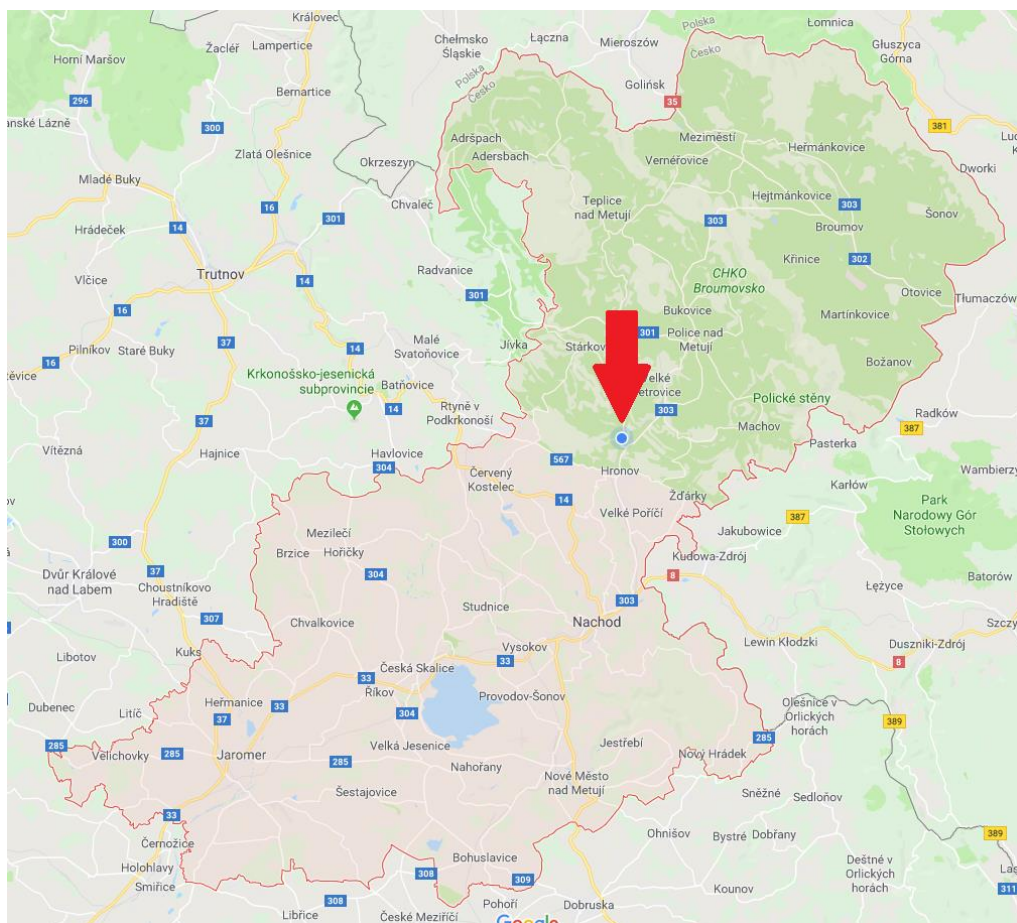 Královec
Polska
Łomnica
Žacléř
Lampertice
Chełmsko
Śląskie
Łączna
Mieroszów
Česko
Głuszyca
Górna
Horní Maršov
Polska
Česko
Bernartice
Golińsk
296
35
381
300
Adršpach
Meziměstí
Heřmánkovice
Zlatá Olešnice
Okrzeszyn
Adersbach
Vernéřovice
Dworki
Mladé Buky
Chvaleč
Teplice
nad Metují
Hejtmánkovice
303
Šonov
16
301
303
Broumov
Hrádeček
14
Křinice
302
Trutnov
Radvanice
CHKO
Broumovsko
Vlčice
14
301
Otovice
Tłumaczów
16
Bukovice
Martínkovice
37
Malé
Svatoňovice
301
Police nad
Metují
Pilníkov
Staré Buky
14
Jívka
Božanov
16
Krkonošsko-jesenická
subprovincie
Batňovice
Polické stěny
14
Rtyně v
Podkrkonoší
303
Radków
37
Machov
387
Vítězná
Hajnice
Havlovice
Pasterka
304
567
Hronov
Wambierzy
Červený
Kostelec
Karłów
14
Žďárky
Park
Narodowy Gór
Stołowych
Velké Poříčí
387
Mezilečí
Jakubowice
300
Brzice
Hořičky
Kudowa-Zdrój
37
304
8
Batorów
Dvůr Králové
nad Labem
Choustníkovo
Hradiště
Łężyce
303
307
Studnice
Chvalkovice
Nachod
Lewin Kłodzki
Duszniki-Zdrój
Kuks
Vysokov
8
Libotov
33
Česká Skalice
33
Říkov
Provodov-Šonov
Dubenec
Heřmanice
33
Olešnice v
Orlických
horách
Litíč
37
304
389
285
Velichovky
285
Jaromer
Velká Jesenice
Jestřebí
285
Nový Hrádek
285
Nahořany
Šestajovice
Nové Město
nad Metují
Sněžné
Sedloňov
33
Ohnišov
Bystré
Dobřany
389
Černožice
Bohuslavice
Deštné v
Orlických
horách
Holohlavy
308
309
Smiřice
Kounov
311
308
Pohoří
Dobruska
Libřice
České Meziříčí
Google